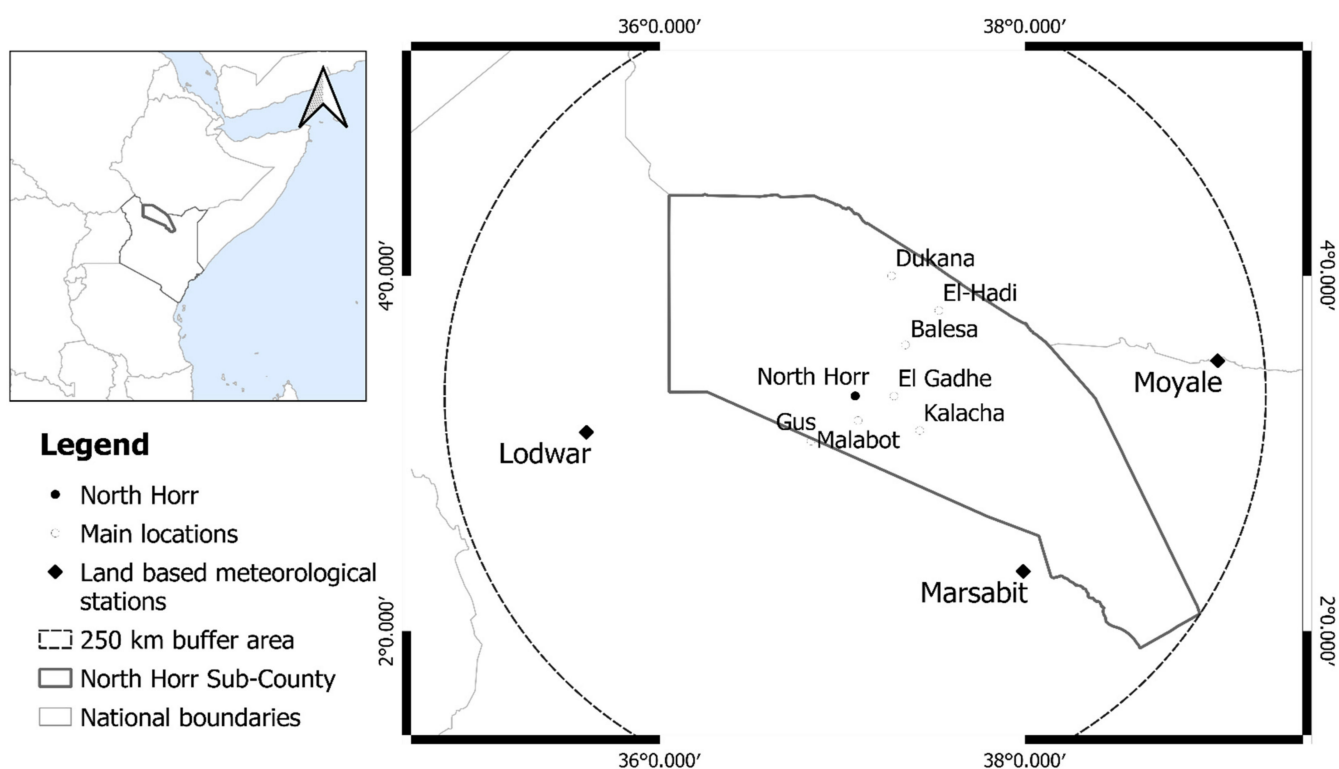 36°0.000′
38°0.000′
4°0.000′
4°0.000′
Dukana
El-Hadi
Balesa
North Horr
El Gadhe
Moyale
Gus
Kalacha
Malabot
Lodwar
Marsabit
2°0.000′
2°0.000′
36°0.000′
38°0.000′
Legend
North Horr
Main locations
Land based meteorological
stations
250 km buffer area
North Horr Sub-County
National boundaries